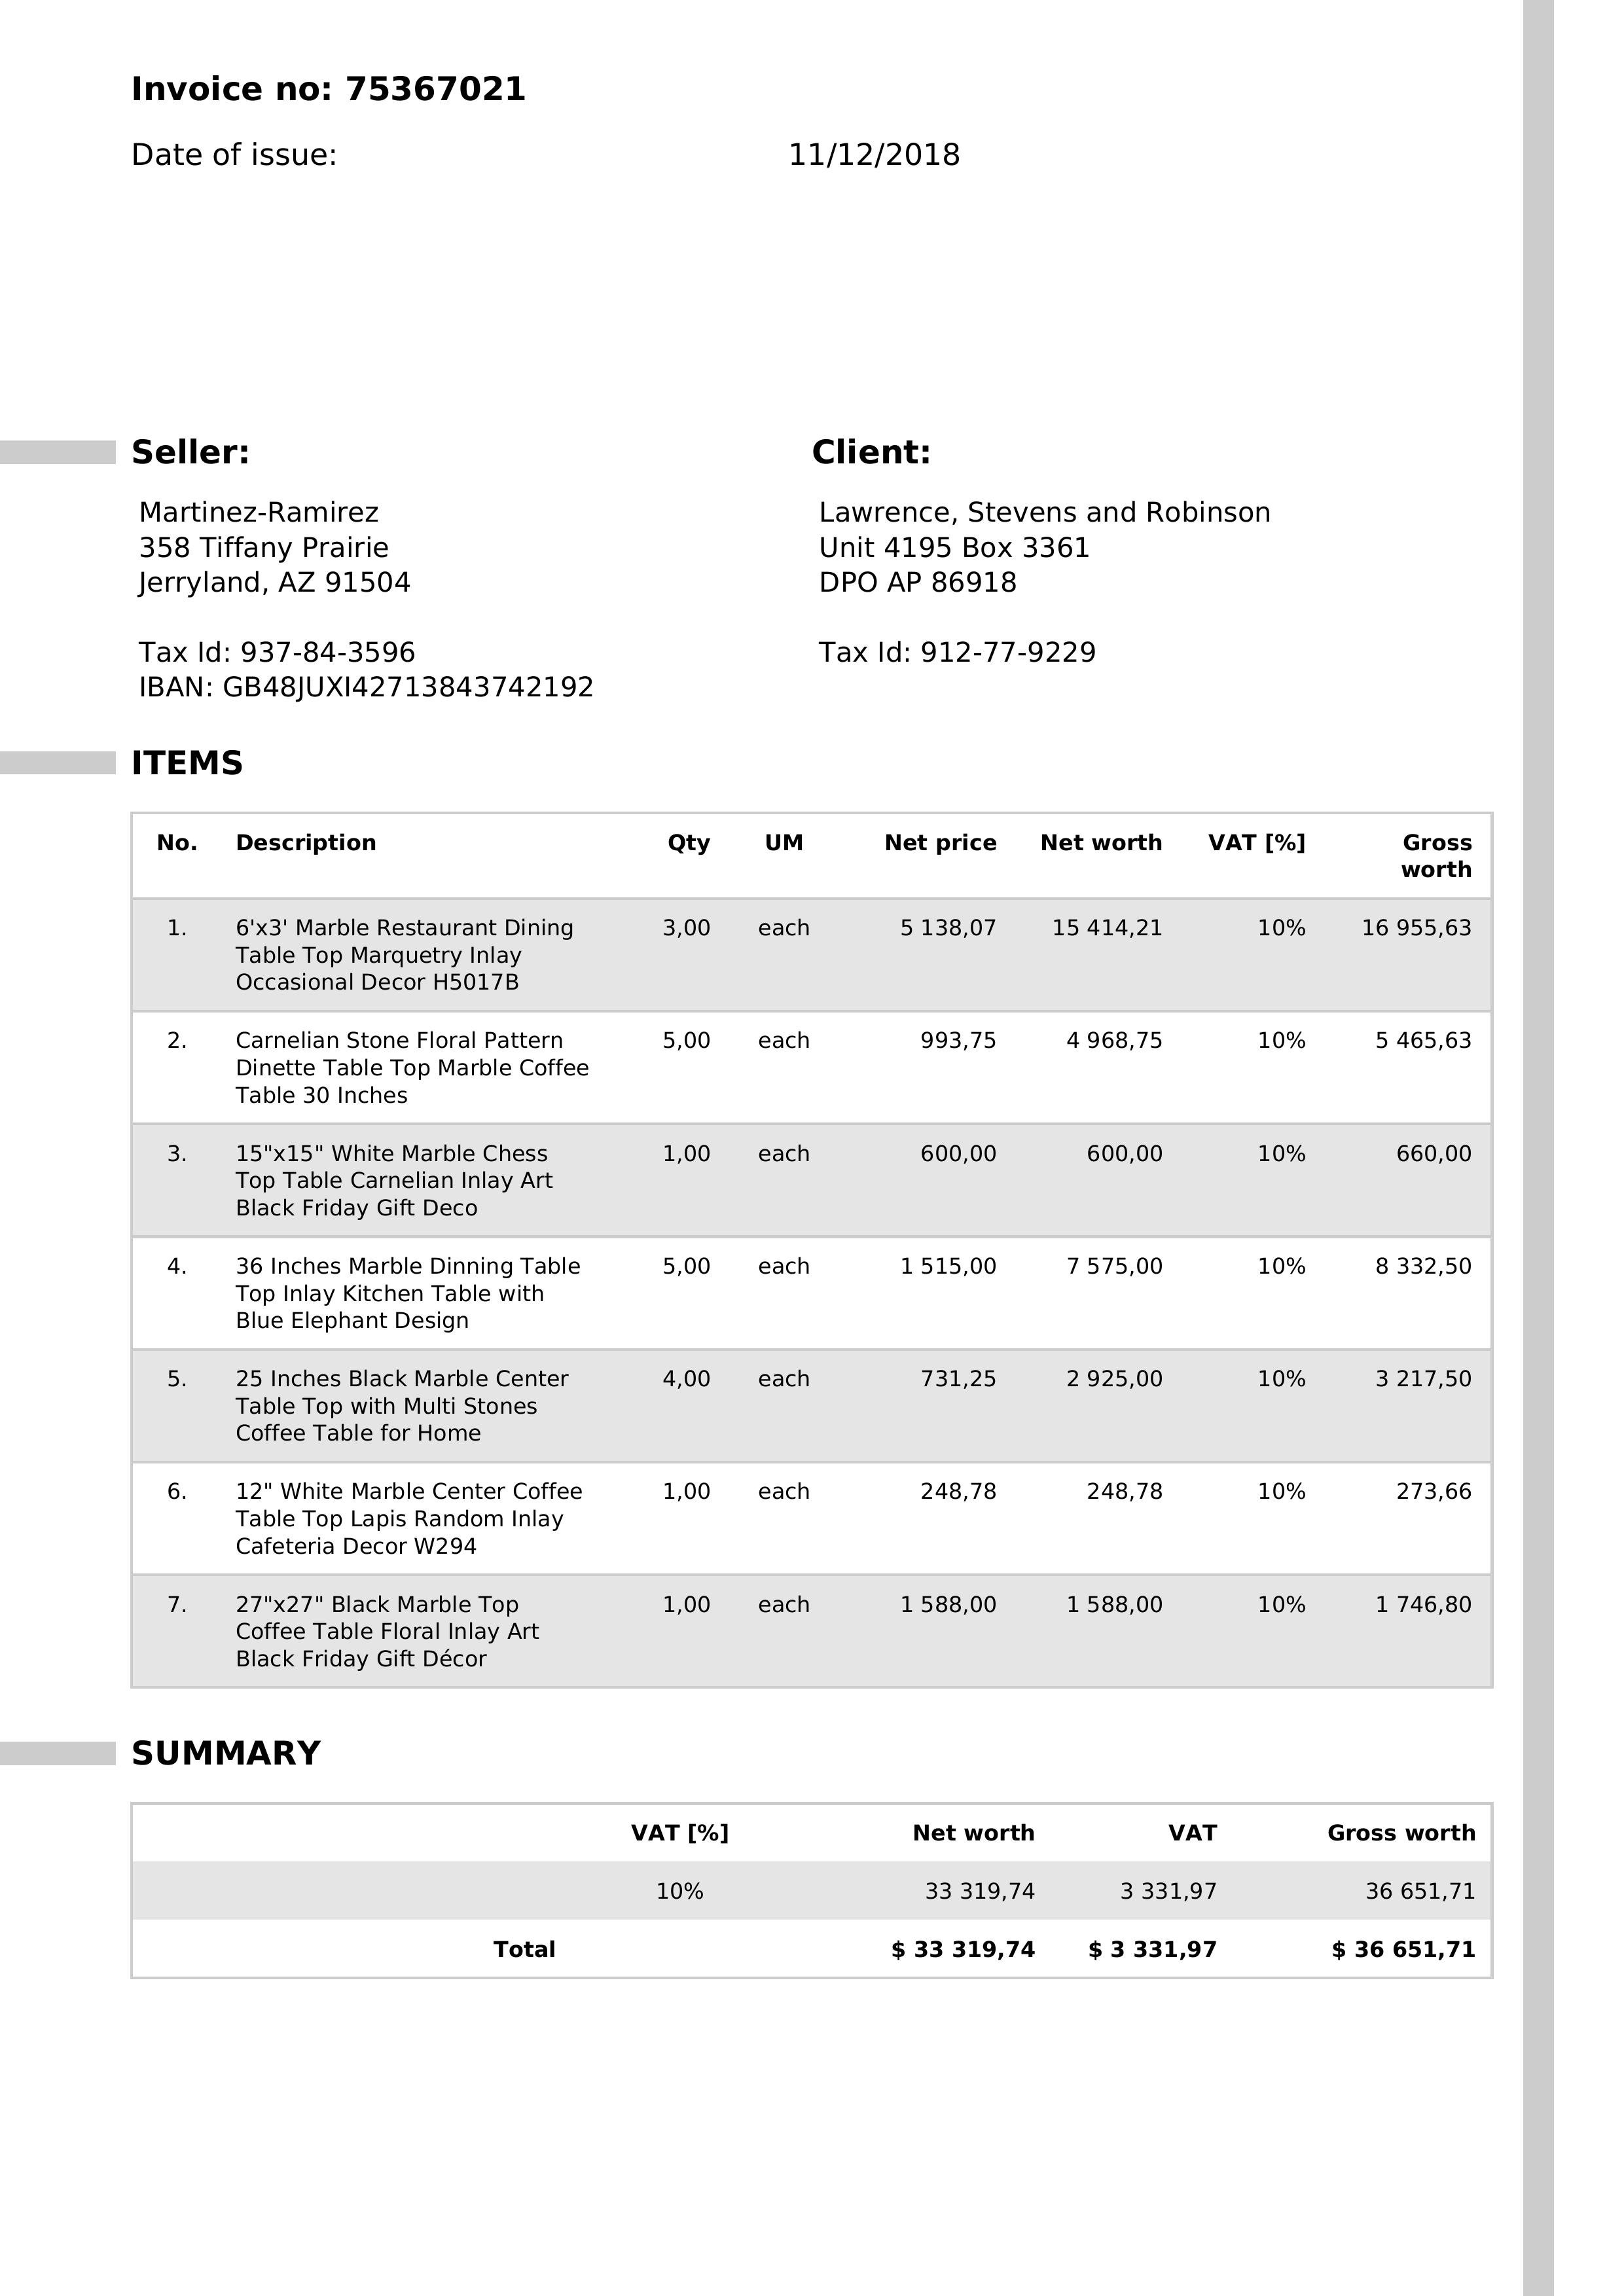 Invoice no: 75367021
Date of issue: 11/12/2018
Seller:
Martinez-Ramirez
358 Tiffany Prairie
Jerryland, AZ 91504
Tax Id: 937-84-3596
IBAN: GB48JUXI42713843742192
Client:
Lawrence, Stevens and Robinson
Unit 4195 Box 3361
DPO AP 86918
Tax Id: 912-77-9229
ITEMS
No. Description Qty UM Net price Net worth VAT [%] Gross
worth
1. 6'x3' Marble Restaurant Dining 3,00 each 5 138,07 15 414,21 10% 16 955,63
Table Top Marquetry Inlay
Occasional Decor H5017B
2. Carnelian Stone Floral Pattern 5,00 each 993,75 4 968,75 10% 5 465,63
Dinette Table Top Marble Coffee
Table 30 Inches
3. 15"x15" White Marble Chess 1,00 each 600,00 600,00 10% 660,00
Top Table Carnelian Inlay Art
Black Friday Gift Deco
4. 36 Inches Marble Dinning Table 5,00 each 1 515,00 7 575,00 10% 8 332,50
Top Inlay Kitchen Table with
Blue Elephant Design
5. 25 Inches Black Marble Center 4,00 each 731,25 2 925,00 10% 3 217,50
Table Top with Multi Stones
Coffee Table for Home
6. 12" White Marble Center Coffee 1,00 each 248,78 248,78 10% 273,66
Table Top Lapis Random Inlay
Cafeteria Decor W294
7. 27"x27" Black Marble Top 1,00 each 1 588,00 1 588,00 10% 1 746,80
Coffee Table Floral Inlay Art
Black Friday Gift Décor
SUMMARY
VAT [%] Net worth VAT Gross worth
10% 33 319,74 3 331,97 36 651,71
Total $ 33 319,74 $ 3 331,97 $ 36 651,71